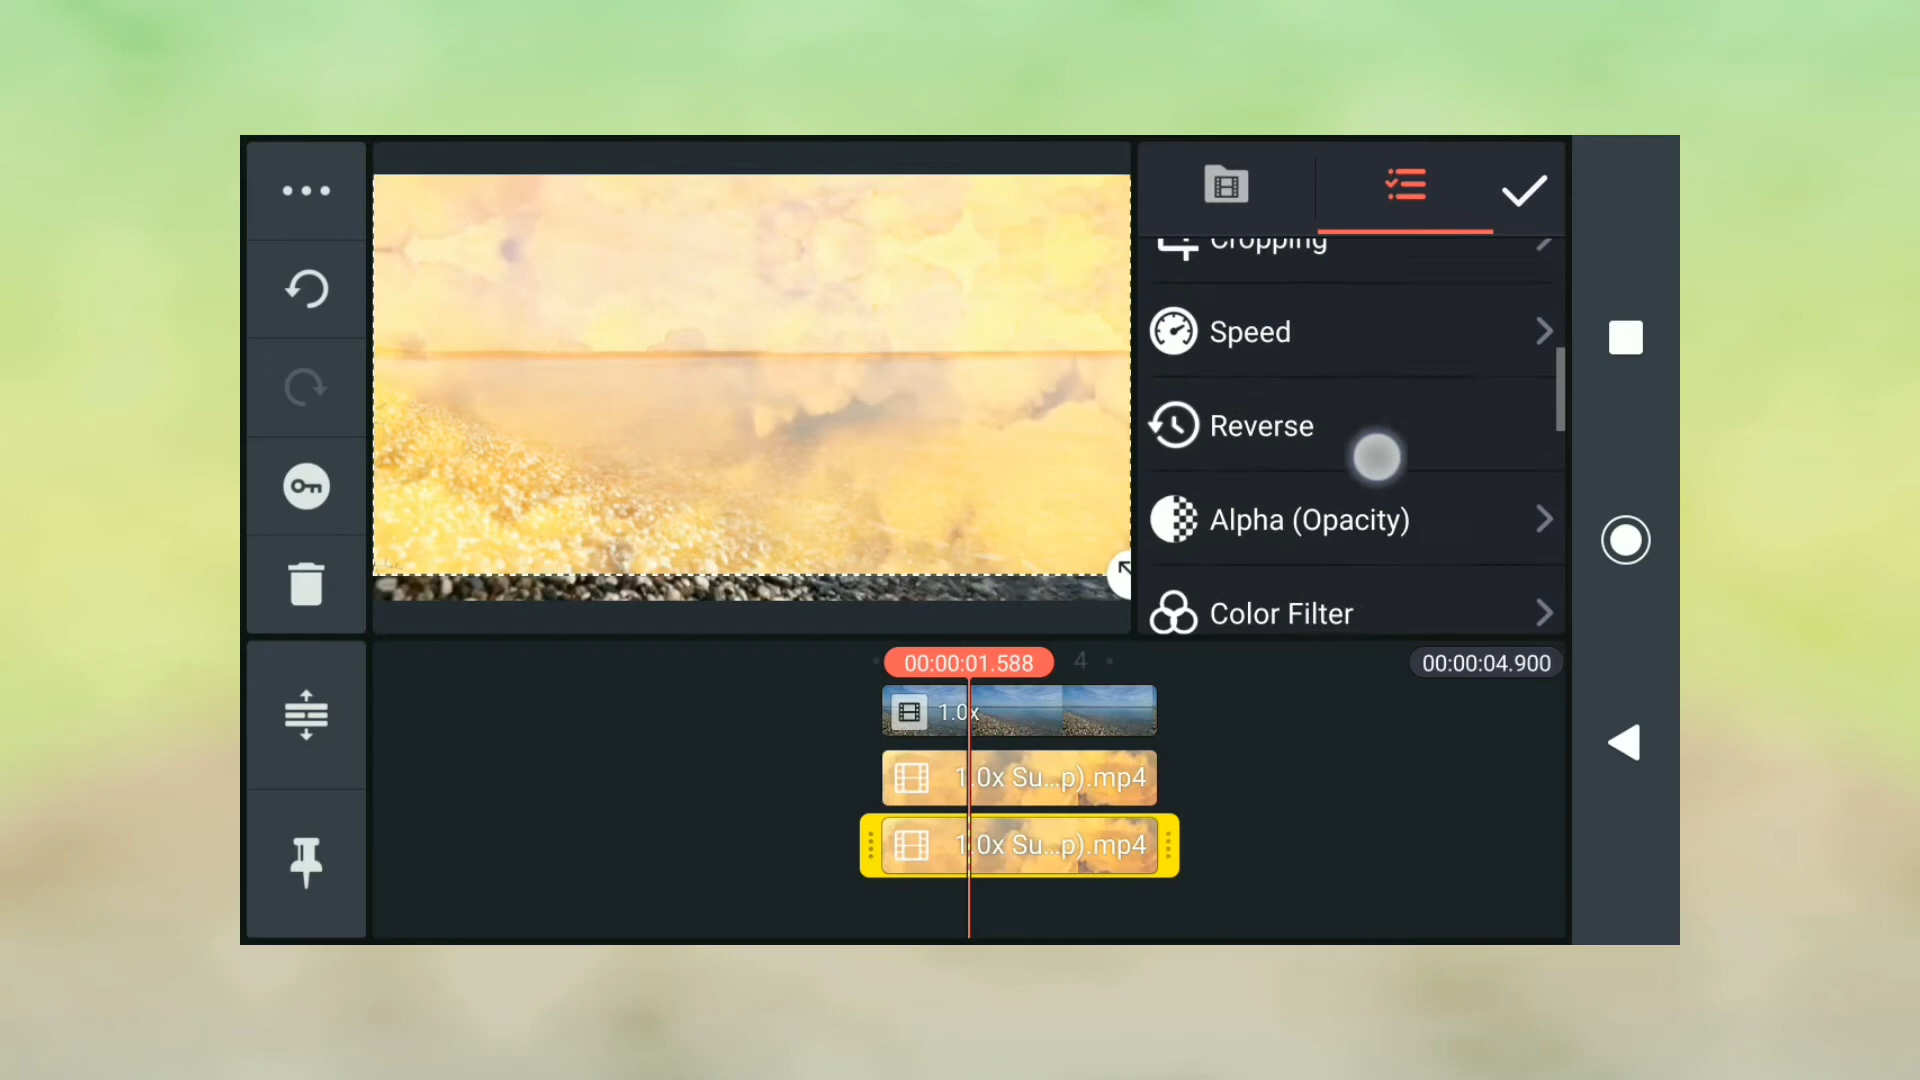 Cropping
Speed
Reverse
Alpha (Opacity)
Color Filter
00:00:01.588
4
00:00:04.900
1.0x
1.0x Su...p).mp4
1.0x Su...p).mp4